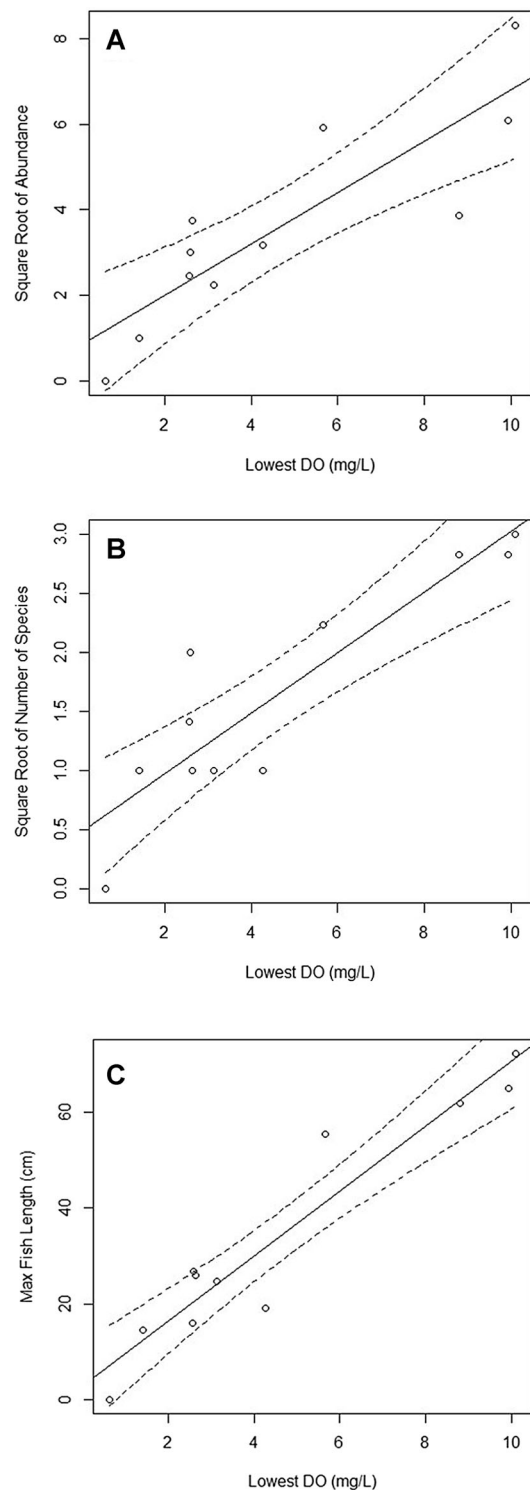 A
Square Root of Abundance
8
6
4
2
0
2 4 6 8 10
Lowest DO (mg/L)
B
Square Root of Number of Species
3.0
2.5
2.0
1.5
1.0
0.5
0.0
2 4 6 8 10
Lowest DO (mg/L)
C
Max Fish Length (cm)
60
40
20
0
2 4 6 8 10
Lowest DO (mg/L)